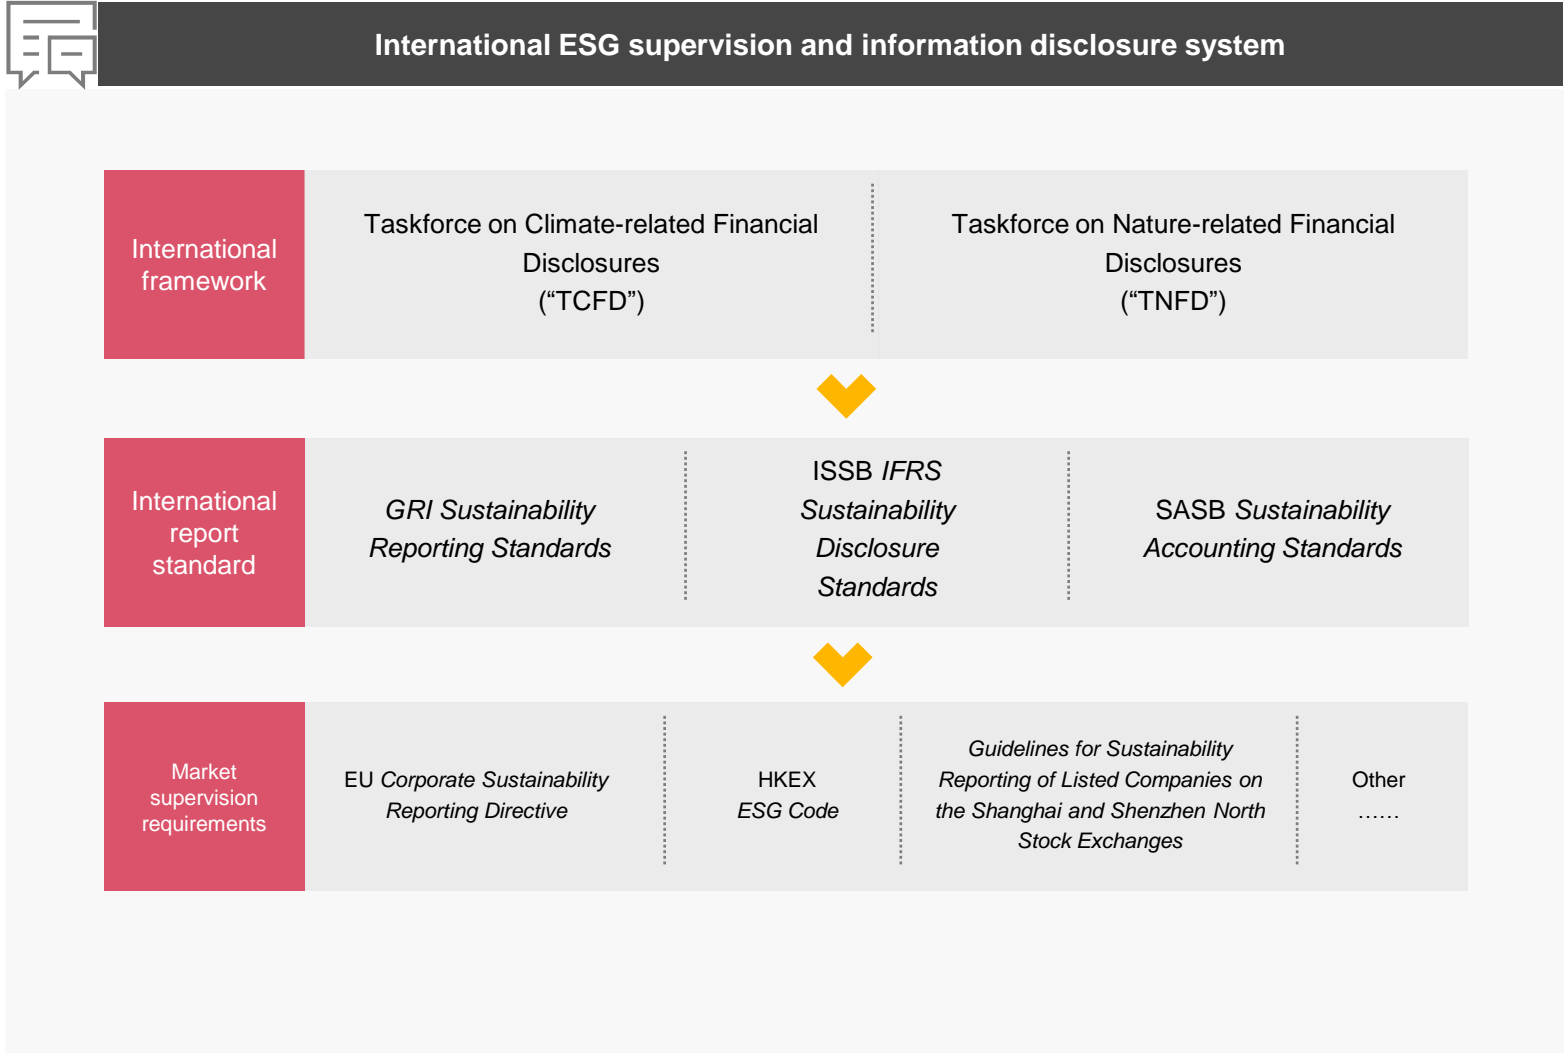 International ESG supervision and information disclosure system
International
framework
Taskforce on Climate-related Financial
Disclosures
(“TCFD”)
Taskforce on Nature-related Financial
Disclosures
(“TNFD”)
International
report
standard
GRI Sustainability
Reporting Standards
ISSB IFRS
Sustainability
Disclosure
Standards
SASB Sustainability
Accounting Standards
Market
supervision
requirements
EU Corporate Sustainability
Reporting Directive
HKEX
ESG Code
Guidelines for Sustainability
Reporting of Listed Companies on
the Shanghai and Shenzhen North
Stock Exchanges
Other
……